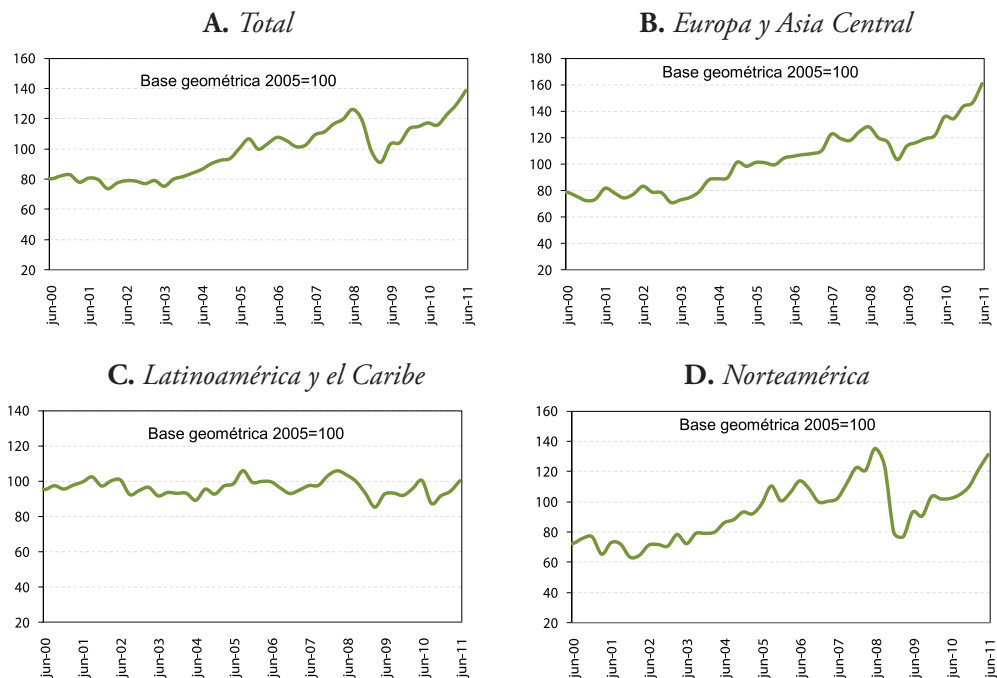 A. Total
160
140
120
100
80
60
40
20
Base geométrica 2005=100
jun-00
jun-01
jun-02
jun-03
jun-04
jun-05
jun-06
jun-07
jun-08
jun-09
jun-10
jun-11
B. Europa y Asia Central
180
160
140
120
100
80
60
40
20
Base geométrica 2005=100
jun-00
jun-01
jun-02
jun-03
jun-04
jun-05
jun-06
jun-07
jun-08
jun-09
jun-10
jun-11
C. Latinoamérica y el Caribe
140
120
100
80
60
40
20
Base geométrica 2005=100
jun-00
jun-01
jun-02
jun-03
jun-04
jun-05
jun-06
jun-07
jun-08
jun-09
jun-10
jun-11
D. Norteamérica
160
140
120
100
80
60
40
20
Base geométrica 2005=100
jun-00
jun-01
jun-02
jun-03
jun-04
jun-05
jun-06
jun-07
jun-08
jun-09
jun-10
jun-11